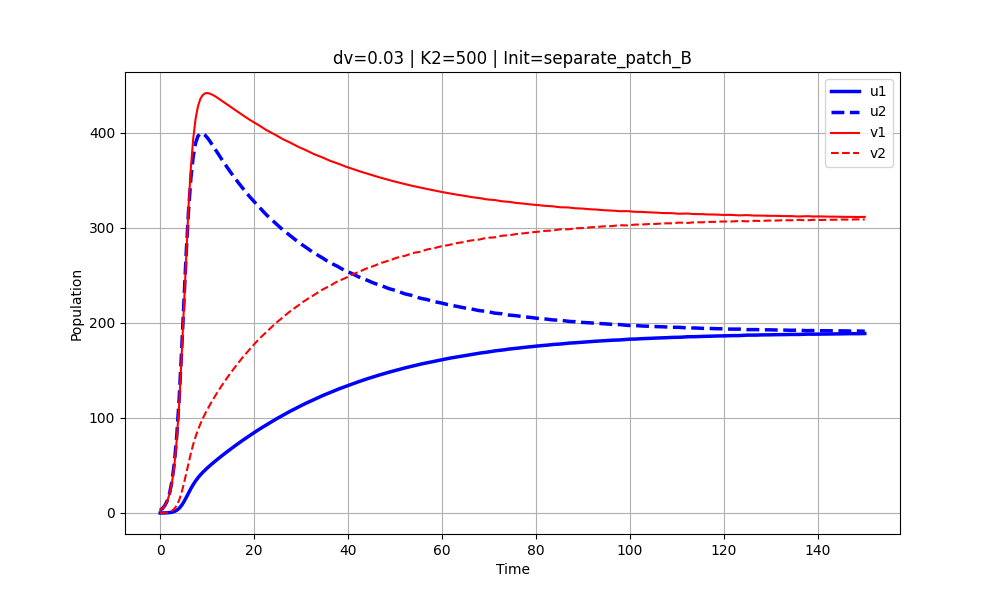 dv=0.03 | K2=500 | Init=separate_patch_B
u1
u2
v1
v2
400
300
200
100
0
Population
0 20 40 60 80 100 120 140
Time